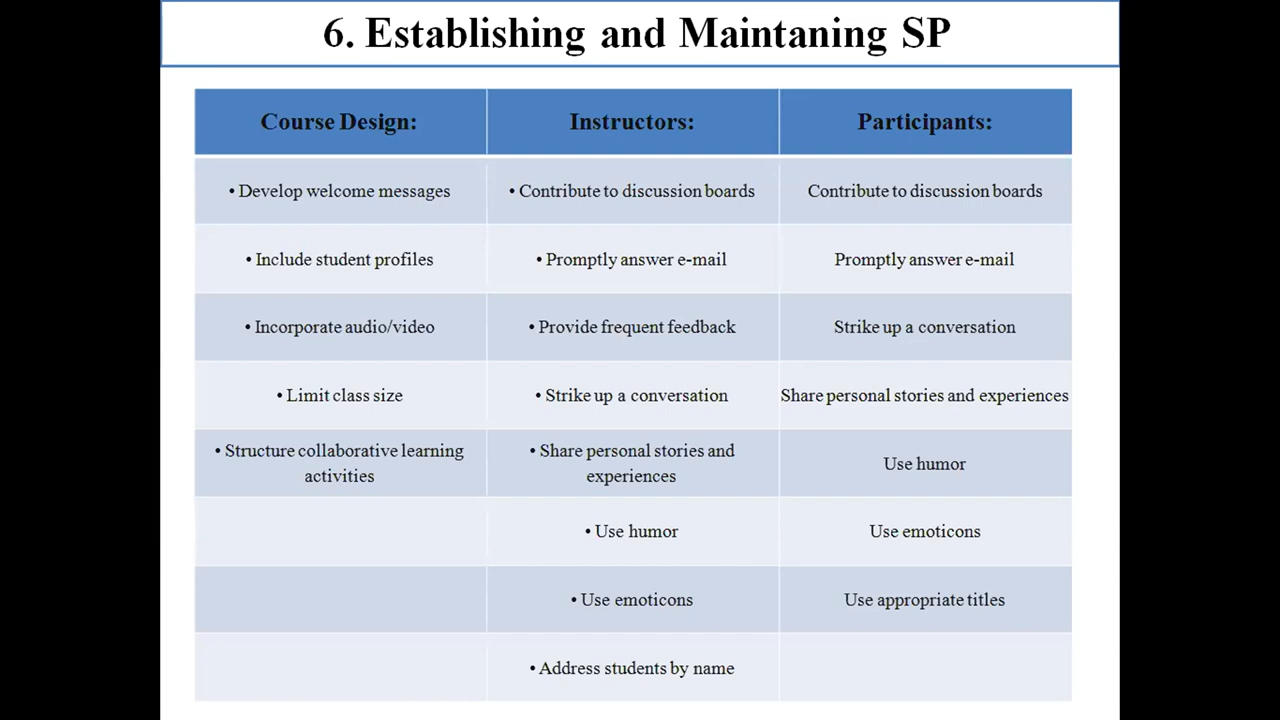 6. Establishing and Maintaning SP
Course Design: Instructors: Participants:
• Develop welcome messages • Contribute to discussion boards Contribute to discussion boards
• Include student profiles • Promptly answer e-mail Promptly answer e-mail
• Incorporate audio/video • Provide frequent feedback Strike up a conversation
• Limit class size • Strike up a conversation Share personal stories and experiences
• Structure collaborative learning
activities
• Share personal stories and
experiences
Use humor
• Use humor Use emoticons
• Use emoticons Use appropriate titles
• Address students by name